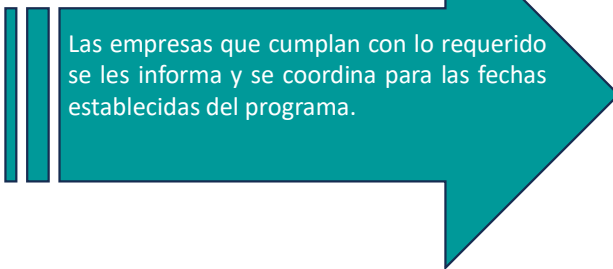 Las empresas que cumplan con lo requerido
se les informa y se coordina para las fechas
establecidas del programa.